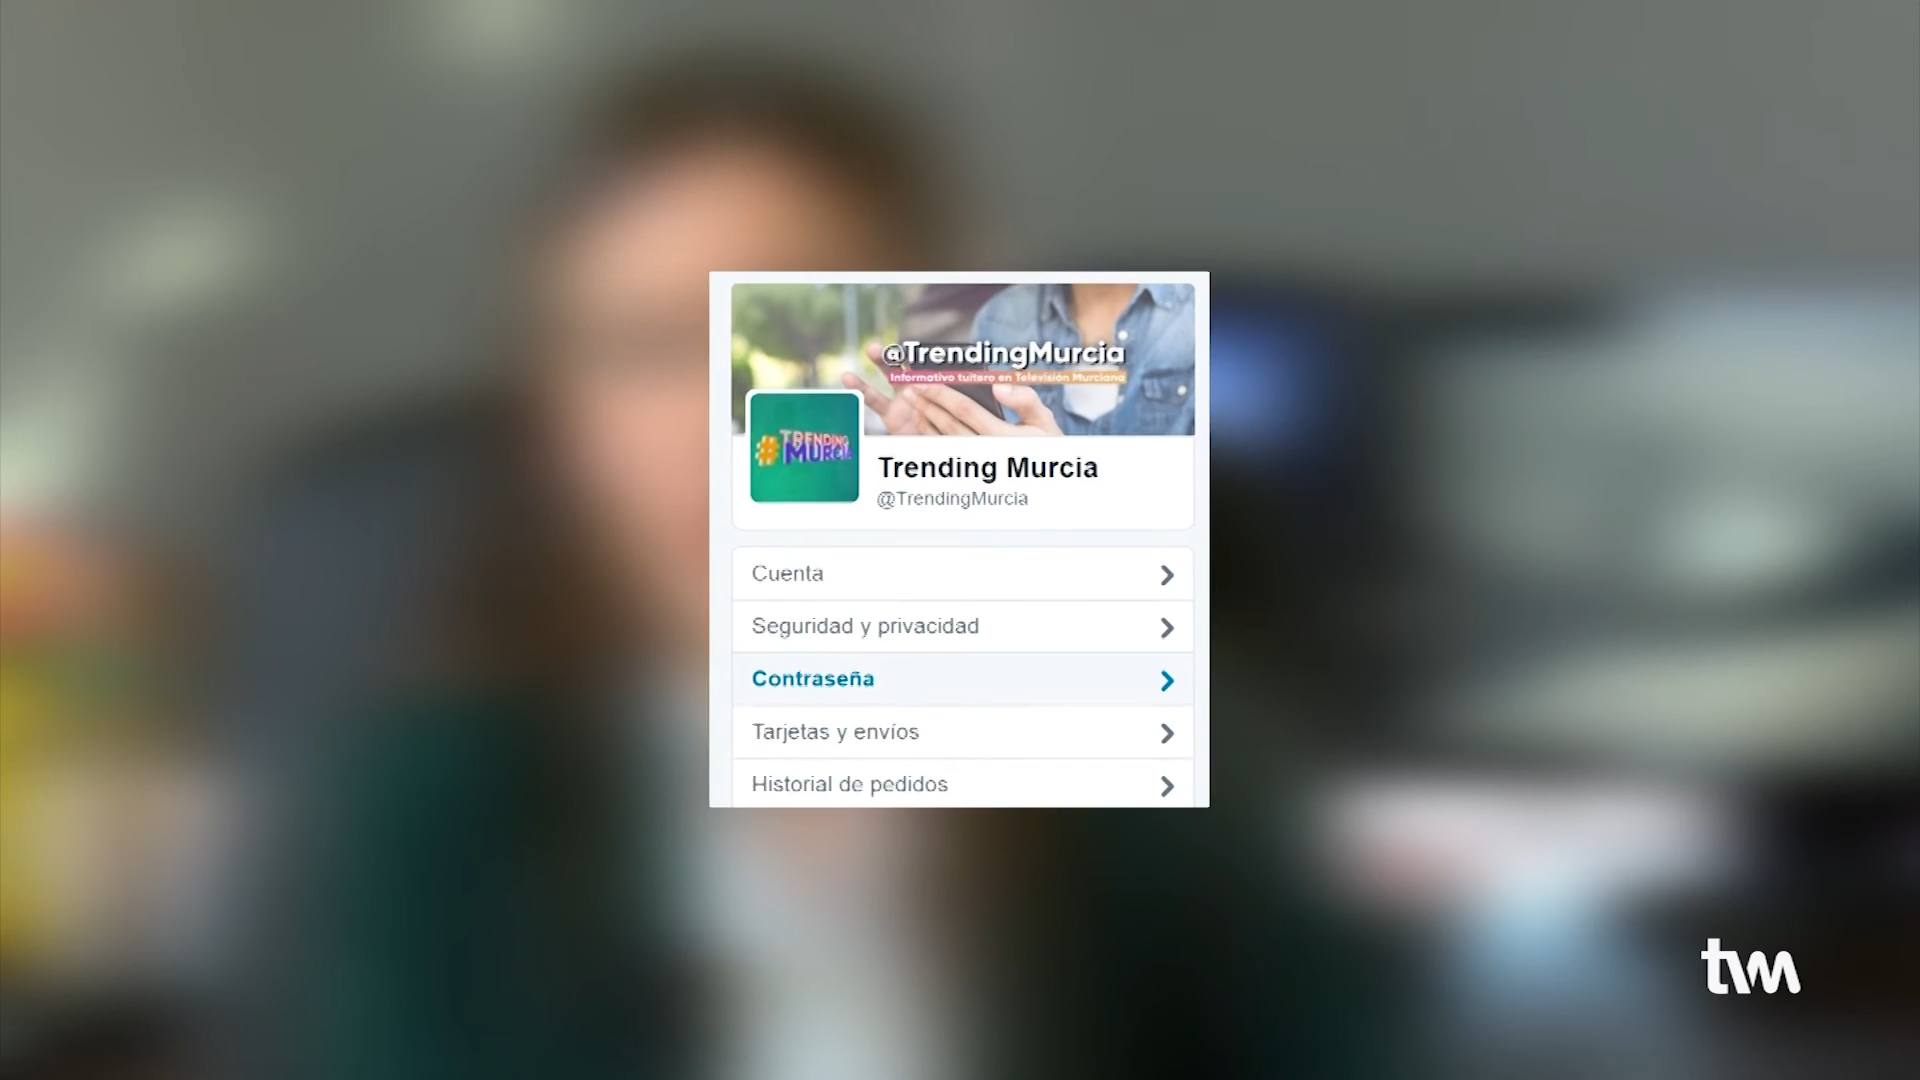 @TrendingMurcia
Informativo tuitero en Televisión Murciana
#TRENDING
MURCIA
Trending Murcia
@TrendingMurcia
Cuenta
Seguridad y privacidad
Contraseña
Tarjetas y envíos
Historial de pedidos
tvm